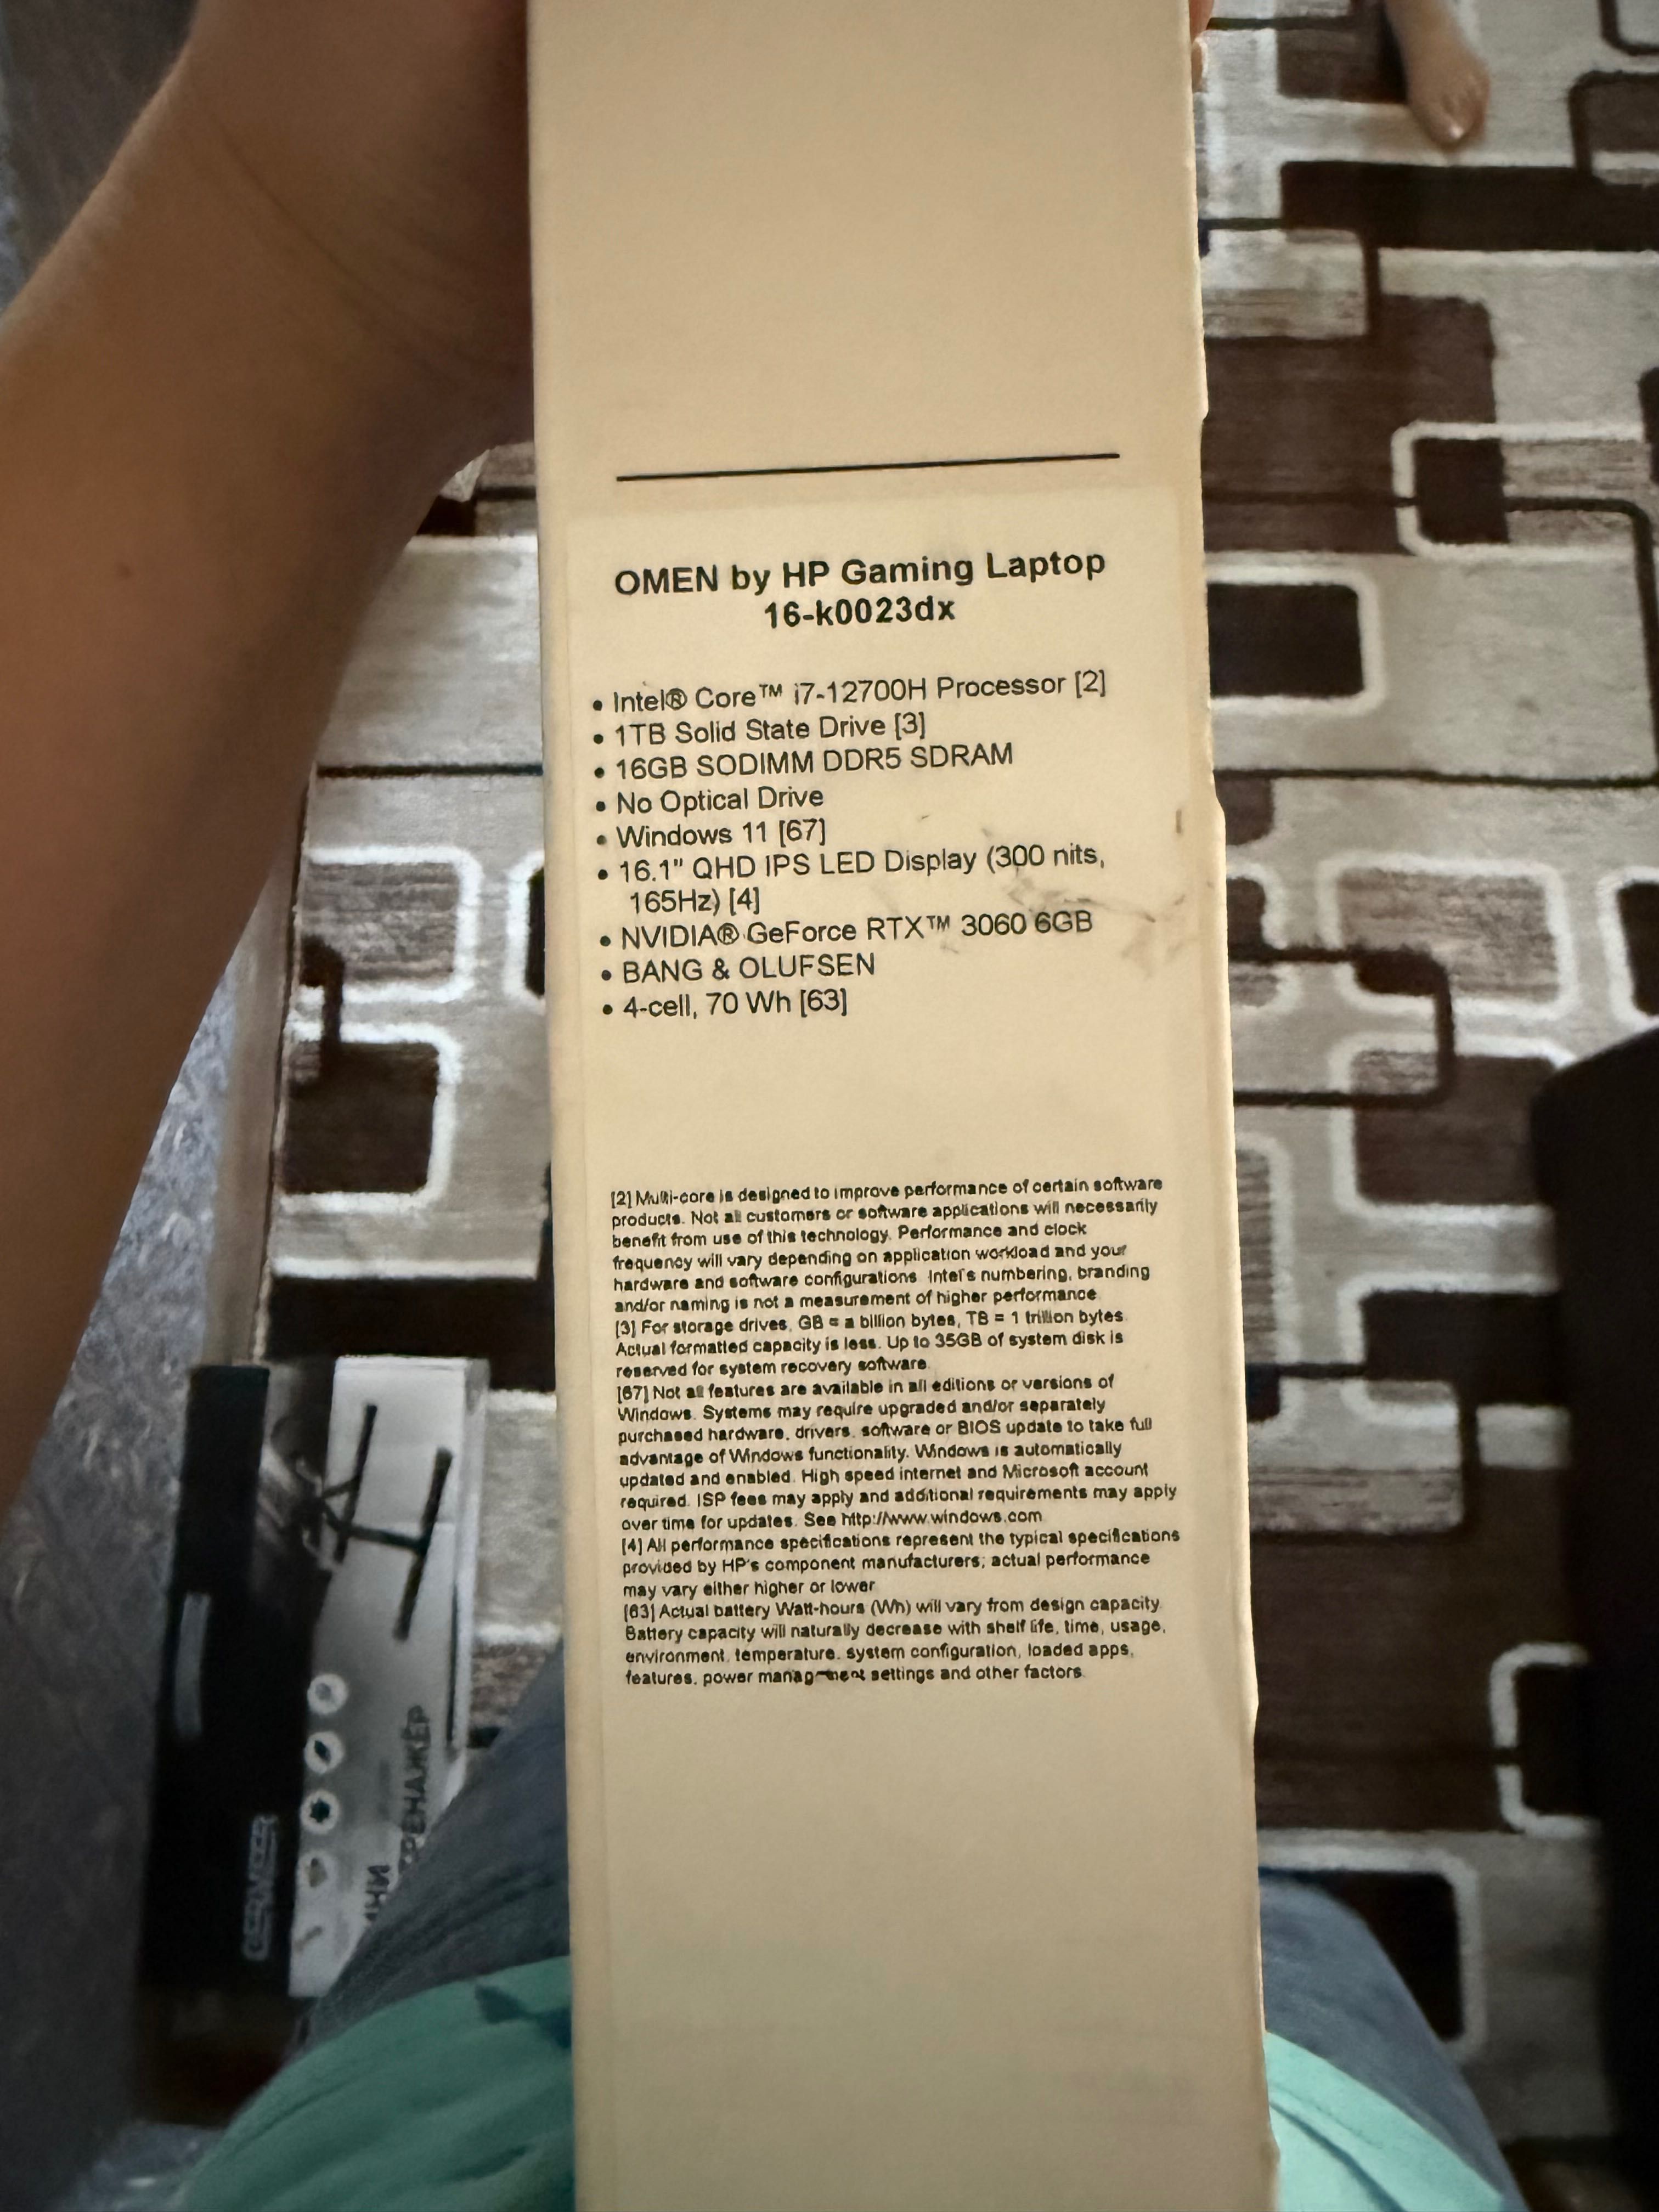 OMEN by HP Gaming Laptop
16-k0023dx
• Intel® Core™ i7-12700H Processor [2]
• 1TB Solid State Drive [3]
• 16GB SODIMM DDR5 SDRAM
• No Optical Drive
• Windows 11 [67]
• 16.1" QHD IPS LED Display (300 nits,
165Hz) [4]
• NVIDIA® GeForce RTX™ 3060 6GB
• BANG & OLUFSEN
• 4-cell, 70 Wh [63]
[2] Multi-core is designed to improve performance of certain software
products. Not all customers or software applications will necessarily
benefit from use of this technology. Performance and clock
frequency will vary depending on application workload and your
hardware and software configurations. Intel's numbering, branding
and/or naming is not a measurement of higher performance.
[3] For storage drives, GB = a billion bytes, TB = 1 trillion bytes.
Actual formatted capacity is less. Up to 35GB of system disk is
reserved for system recovery software.
[67] Not all features are available in all editions or versions of
Windows. Systems may require upgraded and/or separately
purchased hardware, drivers, software or BIOS update to take full
advantage of Windows functionality. Windows is automatically
updated and enabled. High speed internet and Microsoft account
required. ISP fees may apply and additional requirements may apply
over time for updates. See http://www.windows.com.
[4] All performance specifications represent the typical specifications
provided by HP's component manufacturers; actual performance
may vary either higher or lower.
[63] Actual battery Watt-hours (Wh) will vary from design capacity.
Battery capacity will naturally decrease with shelf life, time, usage,
environment, temperature, system configuration, loaded apps,
features, power management settings and other factors.